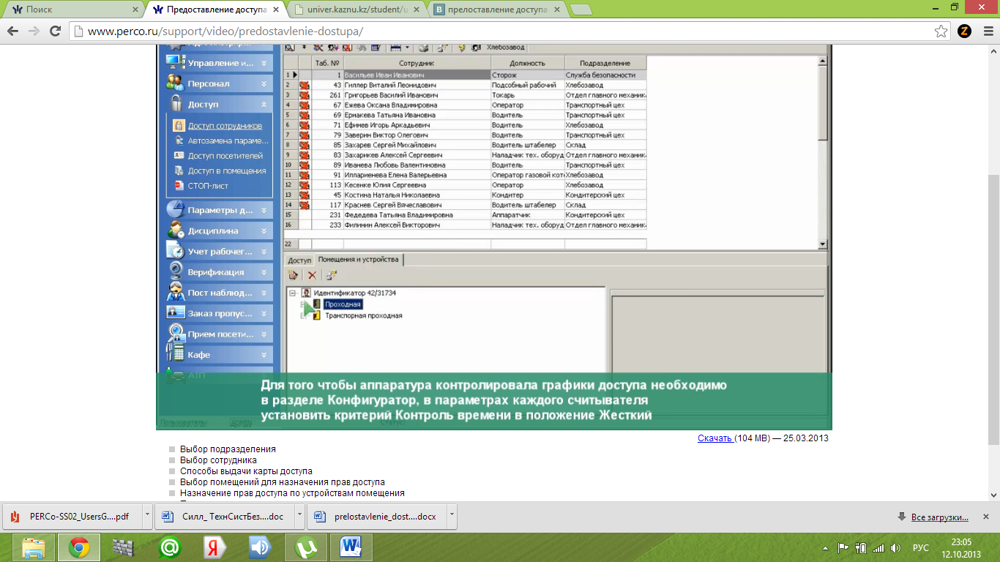 Поиск
Предоставление доступа
univer.kaznu.kz/student/u
прелоставление доступа
www.perco.ru/support/video/predostavlenie-dostupa/
Управление и...
Персонал
Доступ
Доступ сотрудников
Автозамена параме...
Доступ посетителей
Доступ в помещения
СТОП-лист
Параметры д...
Дисциплина
Учет рабочег...
Верификация
Пост наблюд...
Заказ пропус...
Прием посети...
Кафе
АТП
Хлебозавод
Таб. № Сотрудник Должность Подразделение
1 1 Васильев Иван Иванович Сторож Служба безопасности
2 43 Гиллер Виталий Леонидович Подсобный рабочий Хлебозавод
3 261 Григорьев Василий Иванович Токарь Отдел главного механик
4 67 Ежева Оксана Владимировна Оператор Транспортный цех
5 69 Ермакева Татьяна Ивановна Водитель Транспортный цех
6 71 Ефимев Игорь Аркадьевич Водитель Хлебозавод
7 79 Заверин Виктор Олегович Водитель Транспортный цех
8 85 Захарев Сергей Михайлович Водитель штабелер Склад
9 83 Захарикев Алексей Сергеевич Наладчик тех. оборуд Отдел главного механик
10 89 Иванева Любовь Валентиновна Водитель Транспортный цех
11 91 Иллариенева Елена Валерьевна Оператор газовой кот Хлебозавод
12 113 Кесенке Юлия Сергеевна Оператор Хлебозавод
13 45 Костина Наталья Николаевна Кондитер Кондитерский цех
14 117 Краснев Сергей Вячеславович Водитель штабелер Склад
15 231 Федедева Татьяна Владимировна Аппаратчик Кондитерский цех
16 233 Филинин Алексей Викторович Наладчик тех. оборуд Отдел главного механик
22
Доступ Помещения и устройства
Идентификатор 42/31734
Проходная
Транспорная проходная
Для того чтобы аппаратура контролировала графики доступа необходимо
в разделе Конфигуратор, в параметрах каждого считывателя
установить критерий Контроль времени в положение Жесткий
Пользователь: ADMIN Статус:
Скачать (104 MB) — 25.03.2013
Выбор подразделения
Выбор сотрудника
Способы выдачи карты доступа
Выбор помещений для назначения прав доступа
Назначение прав доступа по устройствам помещения
PERCo-SS02_UsersG....pdf
Силл_ ТехнСистБез....doc
prelostavlenie_dost....docx
Все загрузки...
РУС
23:05
12.10.2013